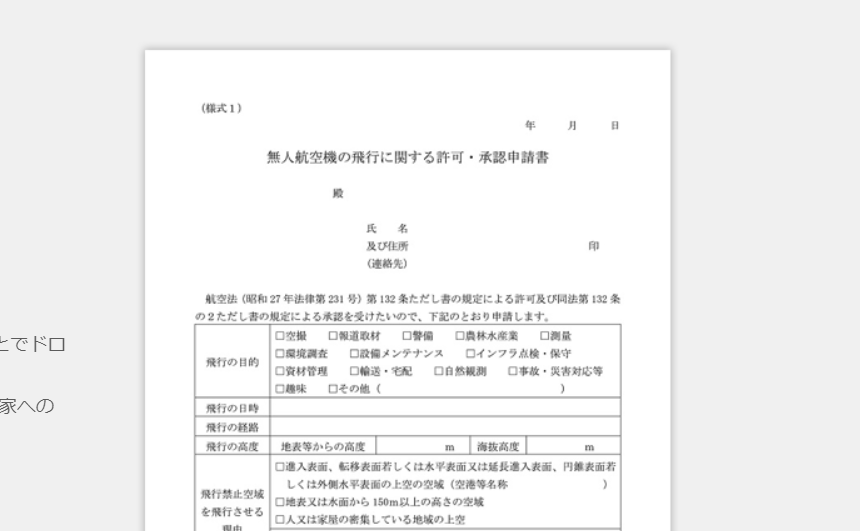 （様式１）
年　月　日
無人航空機の飛行に関する許可・承認申請書
殿
氏　名
及び住所　印
（連絡先）
航空法（昭和 27 年法律第 231 号）第 132 条ただし書の規定による許可及び同法第 132 条
の２ただし書の規定による承認を受けたいので、下記のとおり申請します。
飛行の目的
□空撮　□報道取材　□警備　□農林水産業　□測量
□環境調査　□設備メンテナンス　□インフラ点検・保守
□資材管理　□輸送・宅配　□自然観測　□事故・災害対応等
□趣味　□その他（　）
飛行の日時
飛行の経路
飛行の高度　地表等からの高度　m　海抜高度　m
飛行禁止空域
を飛行させる
理由
□進入表面、転移表面若しくは水平表面又は延長進入表面、円錐表面若
しくは外側水平表面の上空の空域（空港等名称　）
□地表又は水面から 150m以上の高さの空域
□人又は家屋の密集している地域の上空
とでドロ
家への